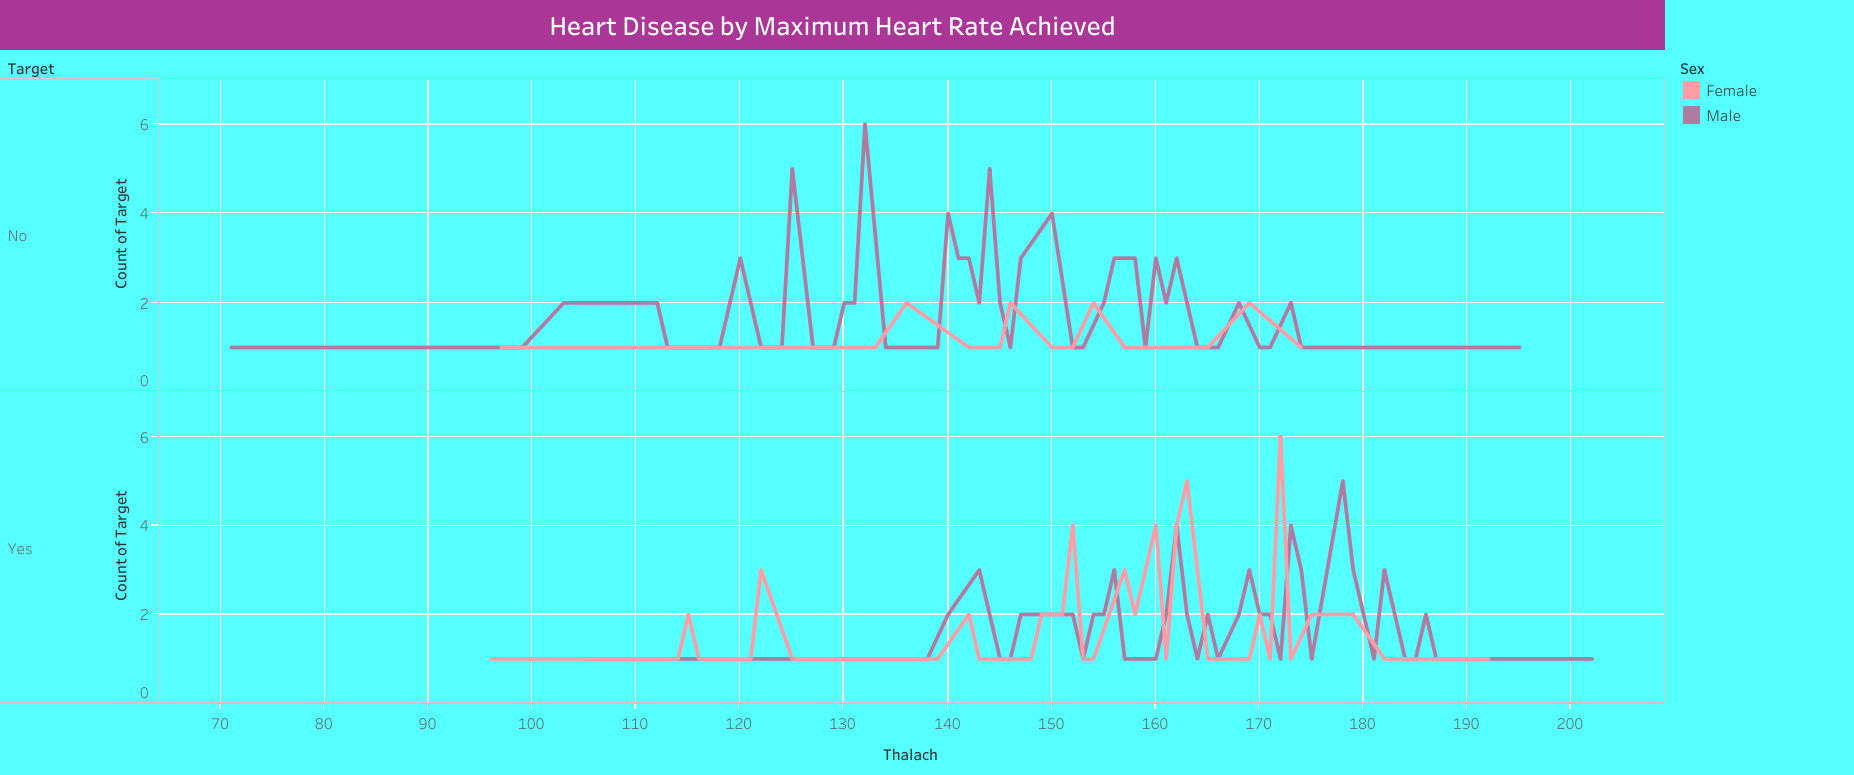 Heart Disease by Maximum Heart Rate Achieved
Target
Sex
Female
Male
No
Count of Target
6
4
2
0
Yes
Count of Target
6
4
2
0
70 80 90 100 110 120 130 140 150 160 170 180 190 200
Thalach